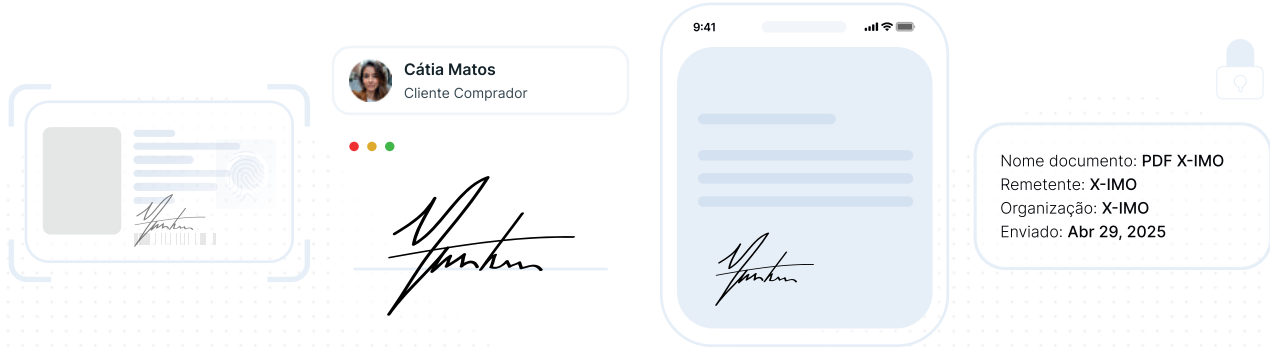 Cátia Matos
Cliente Comprador
9:41
Nome documento: PDF X-IMO
Remetente: X-IMO
Organização: X-IMO
Enviado: Abr 29, 2025